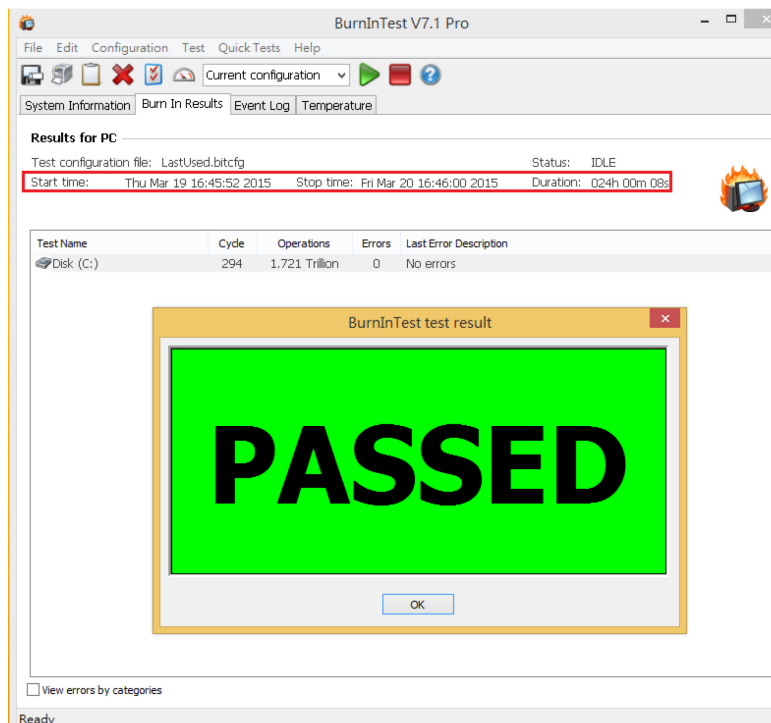 BurnInTest V7.1 Pro
File Edit Configuration Test Quick Tests Help
Current configuration
System Information Burn In Results Event Log Temperature
Results for PC
Test configuration file: LastUsed.bitcfg Status: IDLE
Start time: Thu Mar 19 16:45:52 2015 Stop time: Fri Mar 20 16:46:00 2015 Duration: 024h 00m 08s
Test Name Cycle Operations Errors Last Error Description
Disk (C:) 294 1.721 Trillion 0 No errors
BurnInTest test result
PASSED
OK
View errors by categories
Ready